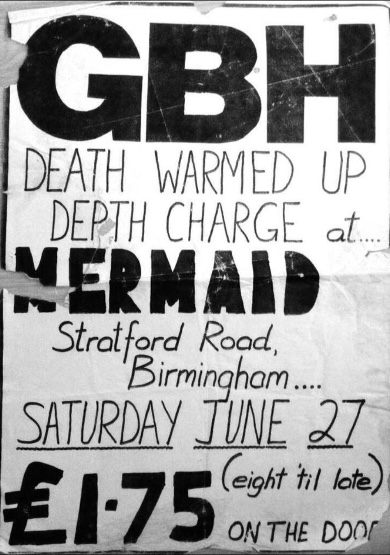 GBH
DEATH WARMED UP
DEPTH CHARGE at....
MERMAID
Stratford Road,
Birmingham....
SATURDAY JUNE 27
£1·75 (eight 'til late)
ON THE DOOR